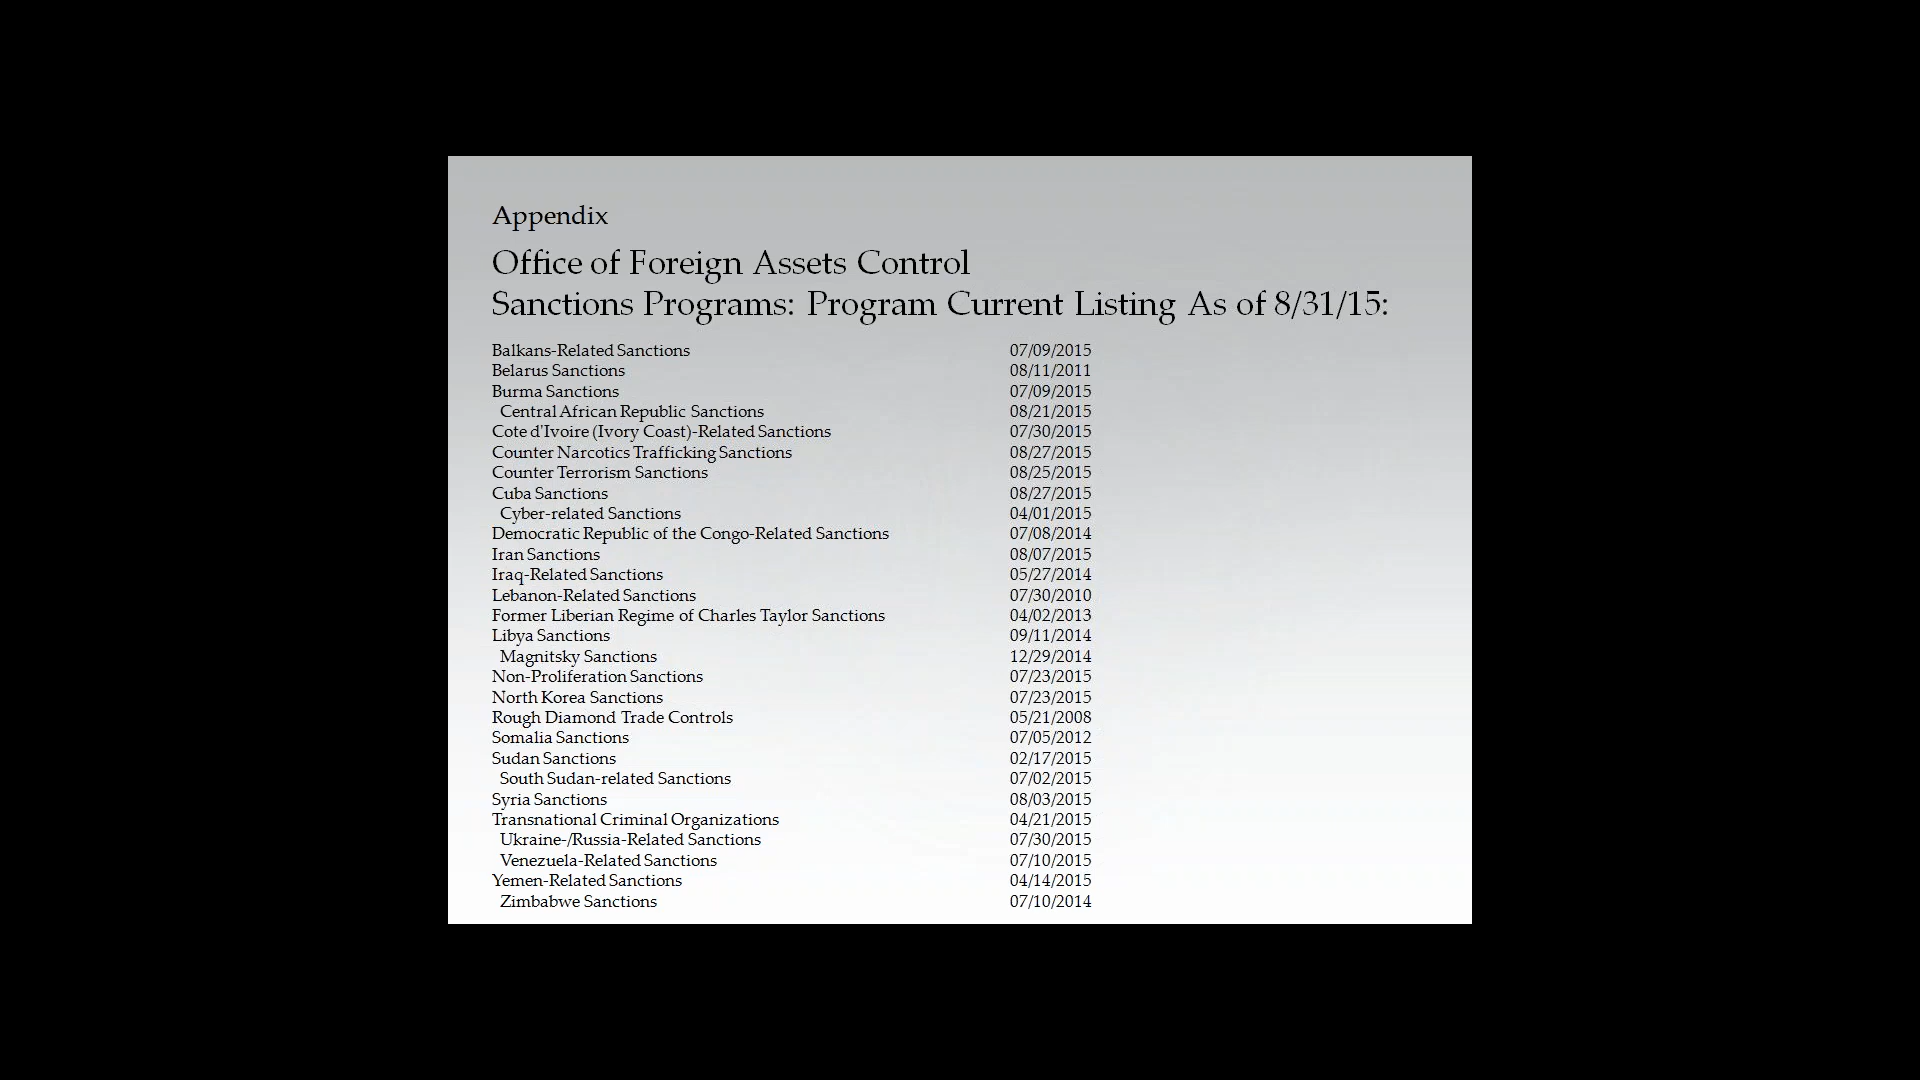 Appendix
Office of Foreign Assets Control
Sanctions Programs: Program Current Listing As of 8/31/15:
Balkans-Related Sanctions 07/09/2015
Belarus Sanctions 08/11/2011
Burma Sanctions 07/09/2015
Central African Republic Sanctions 08/21/2015
Cote d'Ivoire (Ivory Coast)-Related Sanctions 07/30/2015
Counter Narcotics Trafficking Sanctions 08/27/2015
Counter Terrorism Sanctions 08/25/2015
Cuba Sanctions 08/27/2015
Cyber-related Sanctions 04/01/2015
Democratic Republic of the Congo-Related Sanctions 07/08/2014
Iran Sanctions 08/07/2015
Iraq-Related Sanctions 05/27/2014
Lebanon-Related Sanctions 07/30/2010
Former Liberian Regime of Charles Taylor Sanctions 04/02/2013
Libya Sanctions 09/11/2014
Magnitsky Sanctions 12/29/2014
Non-Proliferation Sanctions 07/23/2015
North Korea Sanctions 07/23/2015
Rough Diamond Trade Controls 05/21/2008
Somalia Sanctions 07/05/2012
Sudan Sanctions 02/17/2015
South Sudan-related Sanctions 07/02/2015
Syria Sanctions 08/03/2015
Transnational Criminal Organizations 04/21/2015
Ukraine-/Russia-Related Sanctions 07/30/2015
Venezuela-Related Sanctions 07/10/2015
Yemen-Related Sanctions 04/14/2015
Zimbabwe Sanctions 07/10/2014